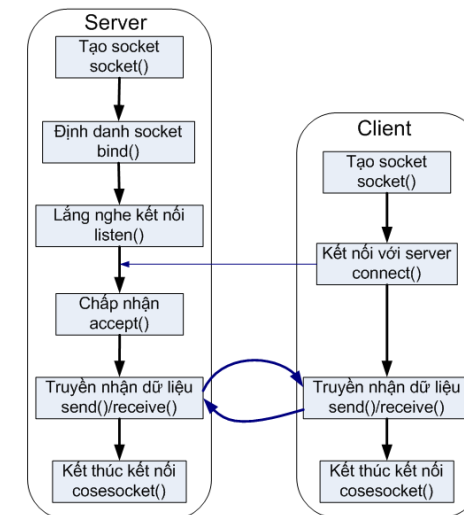 Server
Tạo socket
socket()
Định danh socket
bind()
Lắng nghe kết nối
listen()
Chấp nhận
accept()
Truyền nhận dữ liệu
send()/receive()
Kết thúc kết nối
cosesocket()
Client
Tạo socket
socket()
Kết nối với server
connect()
Truyền nhận dữ liệu
send()/receive()
Kết thúc kết nối
cosesocket()